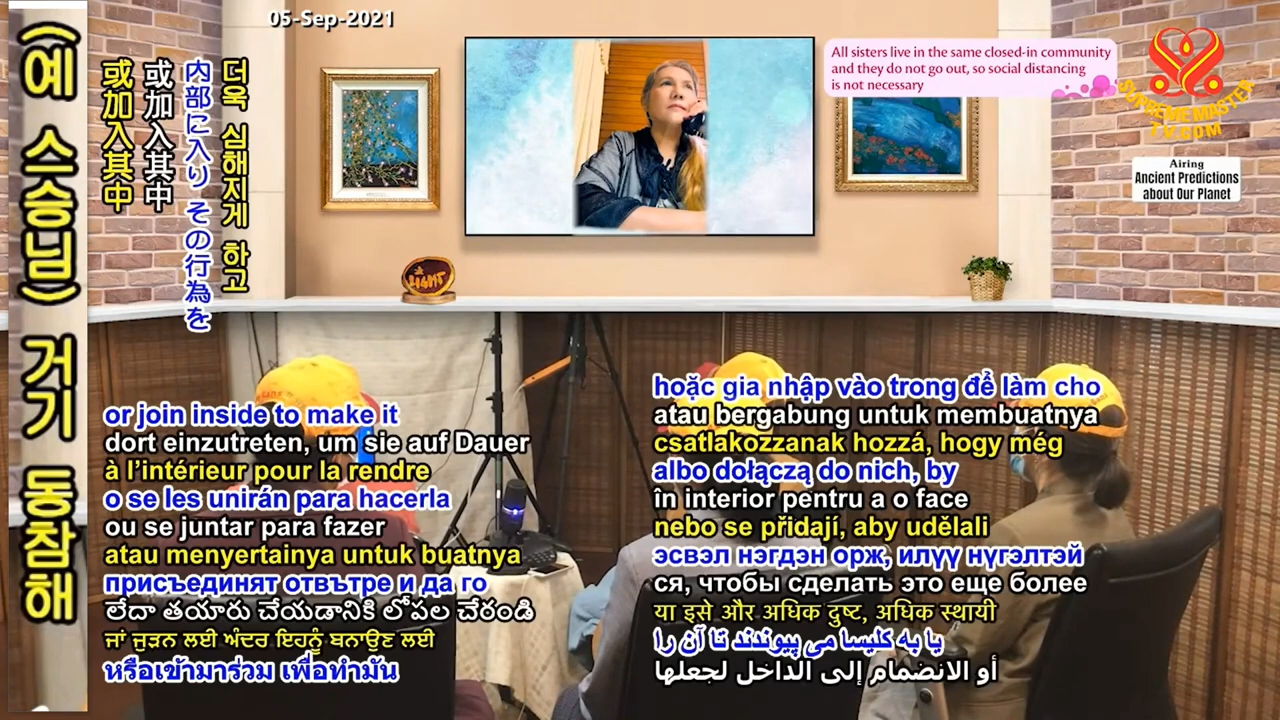 05-Sep-2021
All sisters live in the same closed-in community
and they do not go out, so social distancing
is not necessary
SUPREMEMASTER
TV.COM
Airing
Ancient Predictions
about Our Planet
(예 스승님) 거기 동참해
더욱 심해지게 하고
内部に入り その行為を
或加入其中
或加入其中
or join inside to make it
dort einzutreten, um sie auf Dauer
à l’intérieur pour la rendre
o se les unirán para hacerla
ou se juntar para fazer
atau menyertainya untuk buatnya
присъединят отвътре и да го
లేదా తయారు చేయడానికి లోపల చేరండి
ਜਾਂ ਜੁੜਨ ਲਈ ਅੰਦਰ ਇਹਨੂੰ ਬਨਾਉਣ ਲਈ
หรือเข้ามาร่วม เพื่อทำมัน
hoặc gia nhập vào trong để làm cho
atau bergabung untuk membuatnya
csatlakozzanak hozzá, hogy még
albo dołączą do nich, by
în interior pentru a o face
nebo se přidají, aby udělali
эсвэл нэгдэн орж, илүү нүгэлтэй
ся, чтобы сделать это еще более
या इसे और अधिक दुष्ट, अधिक स्थायी
یا به کلیسا می پیوندند تا آن را
أو الانضمام إلى الداخل لجعلها